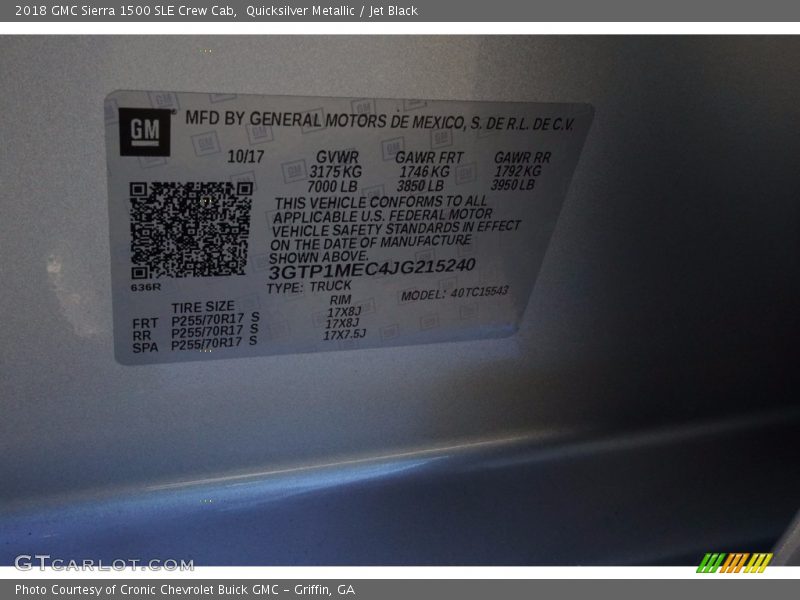 2018 GMC Sierra 1500 SLE Crew Cab, Quicksilver Metallic / Jet Black
GM
MFD BY GENERAL MOTORS DE MEXICO, S. DE R.L. DE C.V.
10/17 GVWR GAWR FRT GAWR RR
3175 KG 1746 KG 1792 KG
7000 LB 3850 LB 3950 LB
THIS VEHICLE CONFORMS TO ALL
APPLICABLE U.S. FEDERAL MOTOR
VEHICLE SAFETY STANDARDS IN EFFECT
ON THE DATE OF MANUFACTURE
SHOWN ABOVE.
3GTP1MEC4JG215240
636R
TYPE: TRUCK MODEL: 40TC15543
TIRE SIZE RIM
FRT P255/70R17 S 17X8J
RR P255/70R17 S 17X8J
SPA P255/70R17 S 17X7.5J
GTCARLOT.COM
Photo Courtesy of Cronic Chevrolet Buick GMC - Griffin, GA